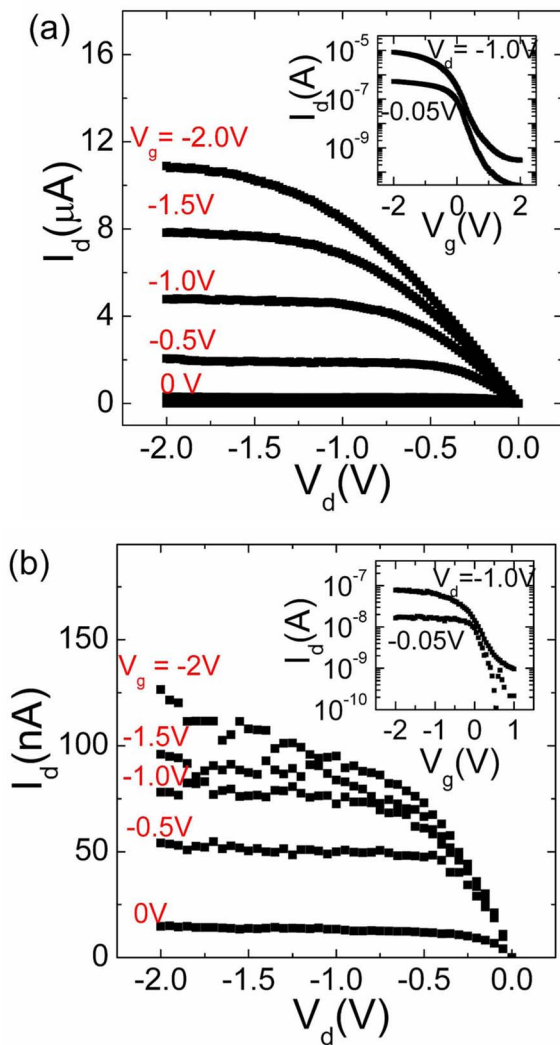 (a)
16
12
8
4
0
I_d(μA)
V_g = -2.0V
-1.5V
-1.0V
-0.5V
0 V
-2.0 -1.5 -1.0 -0.5 0.0
V_d(V)
10^-5
10^-7
10^-9
I_d(A)
V_d= -1.0V
-0.05V
-2 0 2
V_g(V)
(b)
150
100
50
0
I_d(nA)
V_g = -2V
-1.5V
-1.0V
-0.5V
0V
-2.0 -1.5 -1.0 -0.5 0.0
V_d(V)
10^-7
10^-8
10^-9
10^-10
I_d(A)
V_d=-1.0V
-0.05V
-2 -1 0 1
V_g(V)